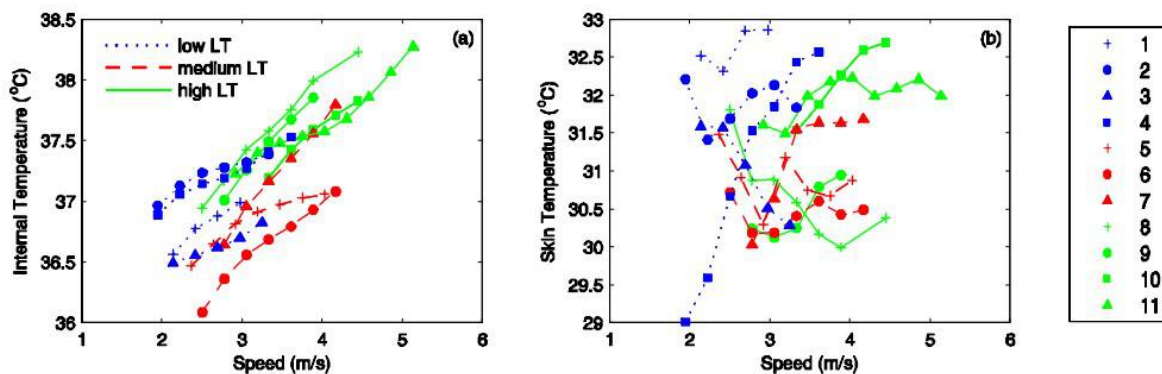 38.5
38
37.5
37
36.5
36
1 2 3 4 5 6
Internal Temperature (°C)
Speed (m/s)
(a)
low LT
medium LT
high LT
33
32.5
32
31.5
31
30.5
30
29.5
29
1 2 3 4 5 6
Skin Temperature (°C)
Speed (m/s)
(b)
1
2
3
4
5
6
7
8
9
10
11